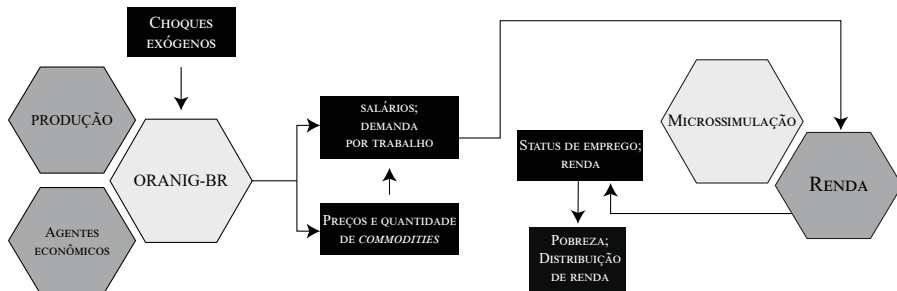 CHOQUES
EXÓGENOS
PRODUÇÃO
ORANIG-BR
AGENTES
ECONÔMICOS
SALÁRIOS;
DEMANDA
POR TRABALHO
PREÇOS E QUANTIDADE
DE COMMODITIES
STATUS DE EMPREGO;
RENDA
POBREZA;
DISTRIBUIÇÃO
DE RENDA
MICROSSIMULAÇÃO
RENDA